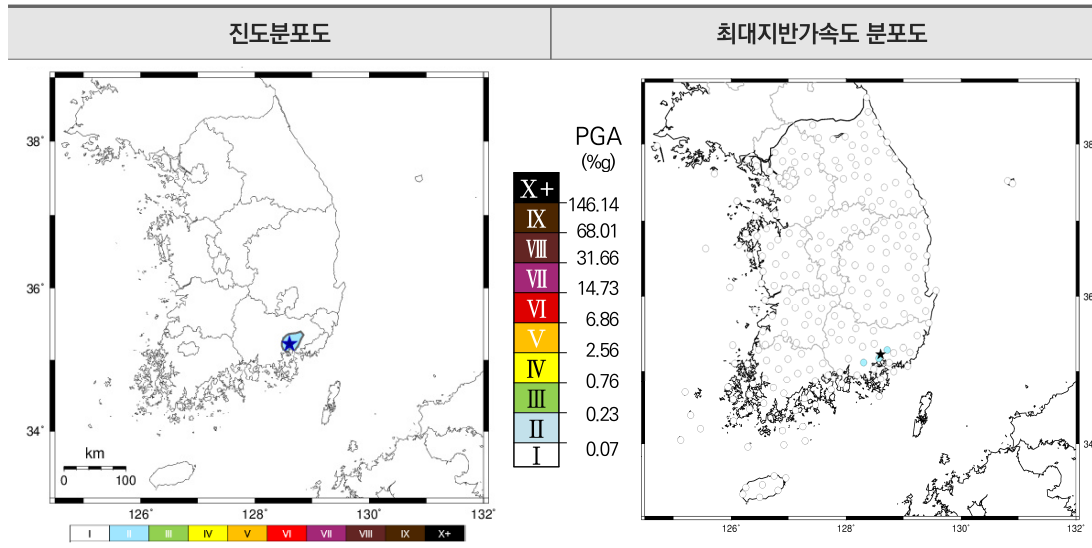 진도분포도
최대지반가속도 분포도
38°
36°
34°
km
0 100
126° 128° 130° 132°
I II III IV V VI VII VIII IX X+
PGA
(%g)
X+
146.14
IX
68.01
VIII
31.66
VII
14.73
VI
6.86
V
2.56
IV
0.76
III
0.23
II
0.07
I
38
36
34
126° 128° 130° 132°